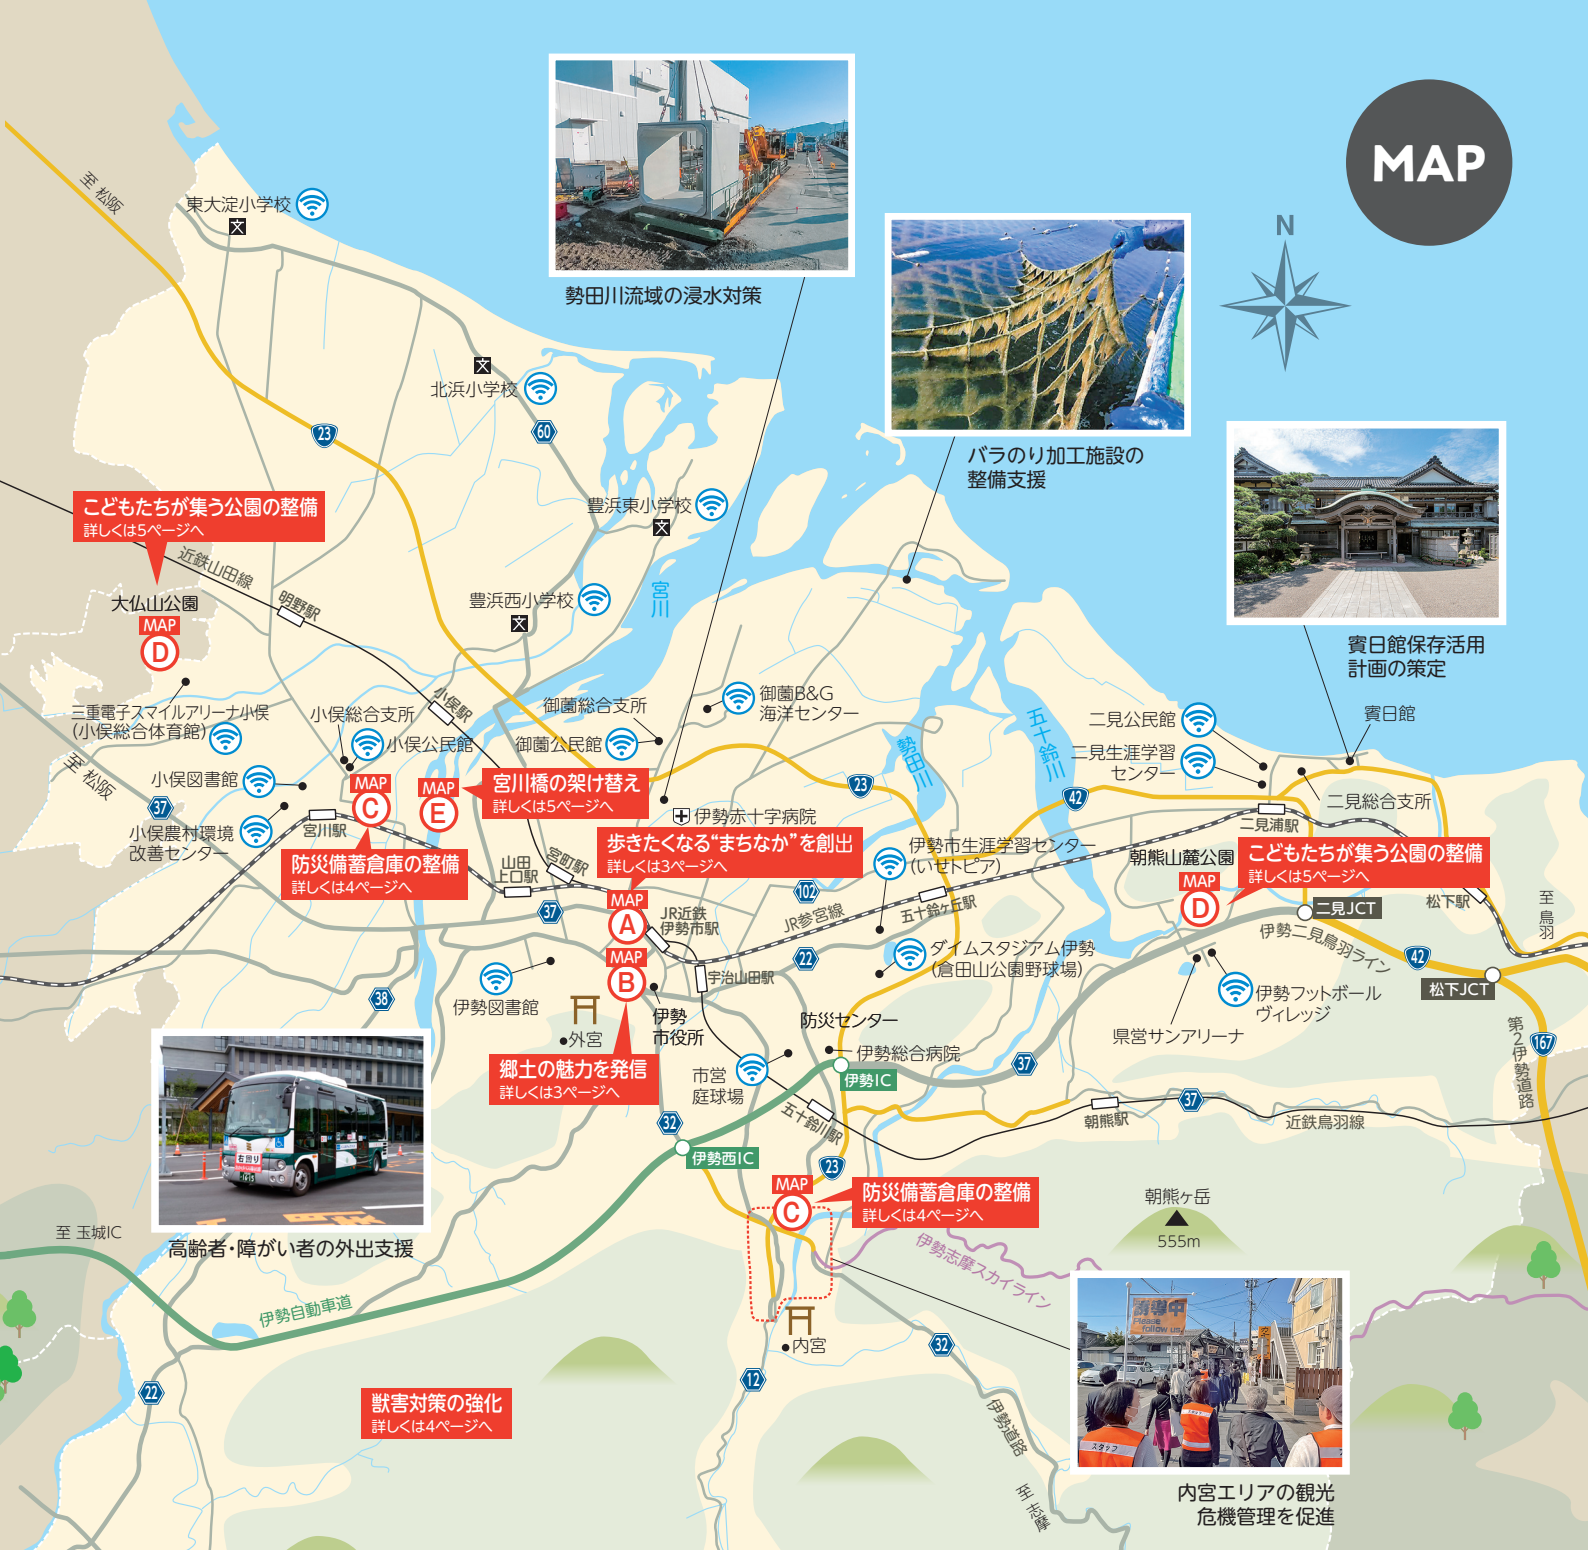 MAP
N
至 松阪
東大淀小学校
勢田川流域の浸水対策
北浜小学校
60
23
バラのり加工施設の
整備支援
豊浜東小学校
宮川
豊浜西小学校
賓日館保存活用
計画の策定
賓日館
こどもたちが集う公園の整備
詳しくは5ページへ
近鉄山田線
明野駅
大仏山公園
MAP
D
三重電子スマイルアリーナ小俣
(小俣総合体育館)
至 松阪
37
小俣駅
小俣総合支所
小俣公民館
小俣図書館
小俣農村環境
改善センター
宮川駅
MAP
C
防災備蓄倉庫の整備
詳しくは4ページへ
MAP
E
宮川橋の架け替え
詳しくは5ページへ
御薗総合支所
御薗公民館
御薗B&G
海洋センター
勢田川
五十鈴川
23
42
二見公民館
二見生涯学習
センター
二見総合支所
二見浦駅
伊勢赤十字病院
歩きたくなる“まちなか”を創出
詳しくは3ページへ
山田
上口駅
宮町駅
37
102
MAP
A
JR近鉄
伊勢市駅
JR参宮線
伊勢市生涯学習センター
(いせトピア)
五十鈴ヶ丘駅
朝熊山麓公園
MAP
D
こどもたちが集う公園の整備
詳しくは5ページへ
松下駅
至 鳥羽
二見JCT
伊勢二見鳥羽ライン
42
松下JCT
MAP
B
宇治山田駅
22
ダイムスタジアム伊勢
(倉田山公園野球場)
伊勢フットボール
ヴィレッジ
県営サンアリーナ
38
伊勢図書館
外宮
伊勢
市役所
郷土の魅力を発信
詳しくは3ページへ
防災センター
伊勢総合病院
市営
庭球場
伊勢IC
37
167
第2伊勢道路
32
五十鈴川駅
朝熊駅
37
近鉄鳥羽線
伊勢西IC
23
MAP
C
防災備蓄倉庫の整備
詳しくは4ページへ
朝熊ヶ岳
555m
伊勢志摩スカイライン
右回り
高齢者・障がい者の外出支援
至 玉城IC
伊勢自動車道
内宮
32
12
22
獣害対策の強化
詳しくは4ページへ
伊勢道路
至 志摩
誘導中
Please
follow us
スタッフ
スタッフ
内宮エリアの観光
危機管理を促進